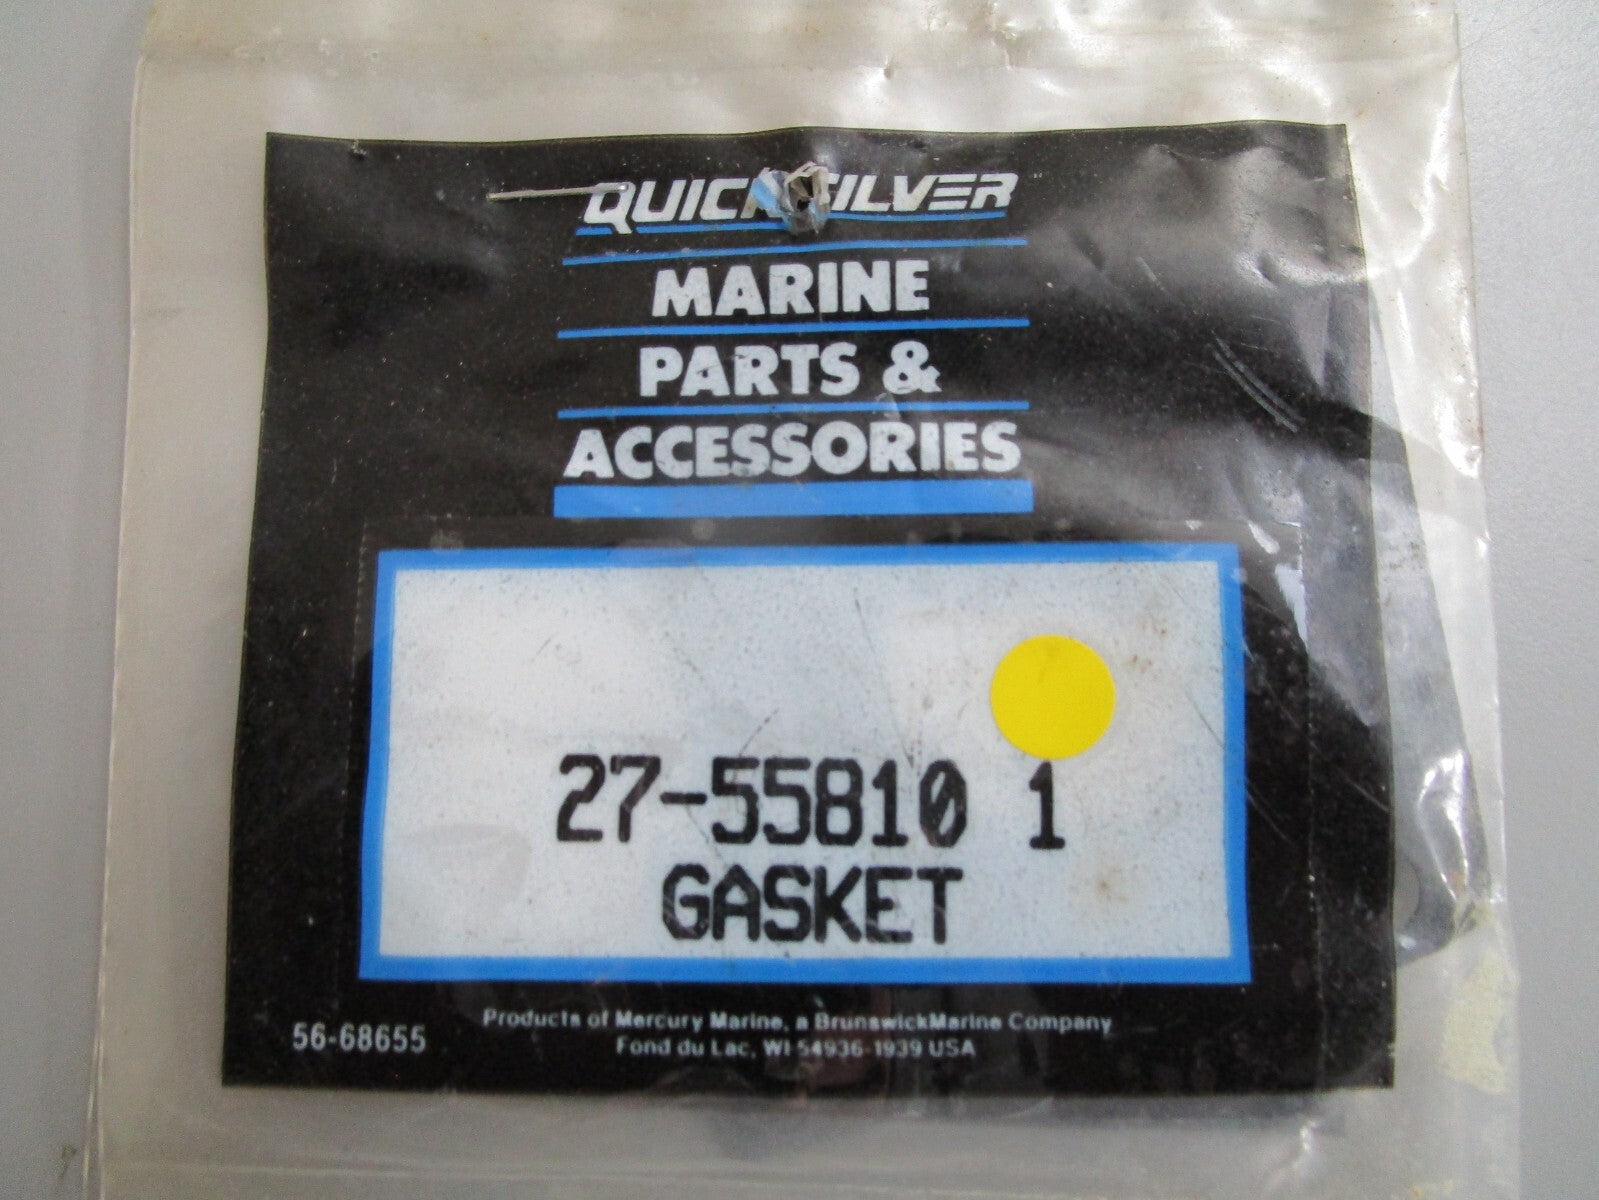 QUICKSILVER
MARINE
PARTS &
ACCESSORIES
27-55810 1
GASKET
56-68655
Products of Mercury Marine, a BrunswickMarine Company
Fond du Lac, WI 54936-1939 USA